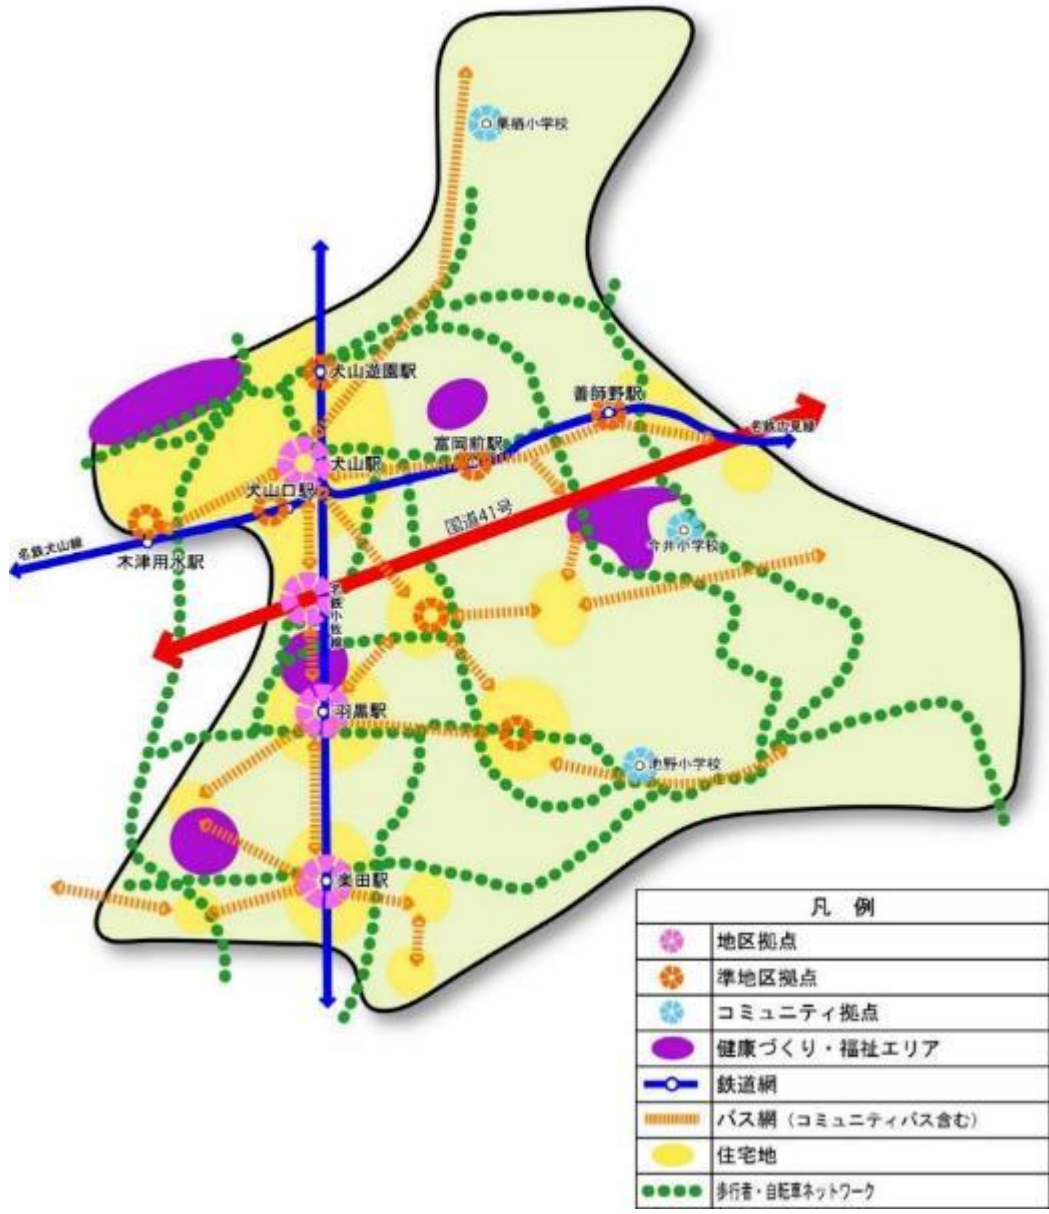 栗栖小学校
犬山遊園駅
善師野駅
名鉄広見線
富岡前駅
犬山駅
犬山口駅
国道41号
今井小学校
名鉄犬山線
木津用水駅
名鉄小牧線
羽黒駅
池野小学校
楽田駅
凡 例
地区拠点
準地区拠点
コミュニティ拠点
健康づくり・福祉エリア
鉄道網
バス網（コミュニティバス含む）
住宅地
歩行者・自転車ネットワーク